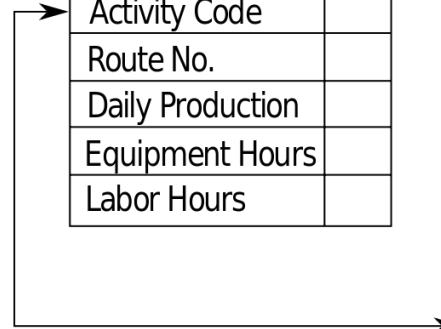 Activity Code
Route No.
Daily Production
Equipment Hours
Labor Hours